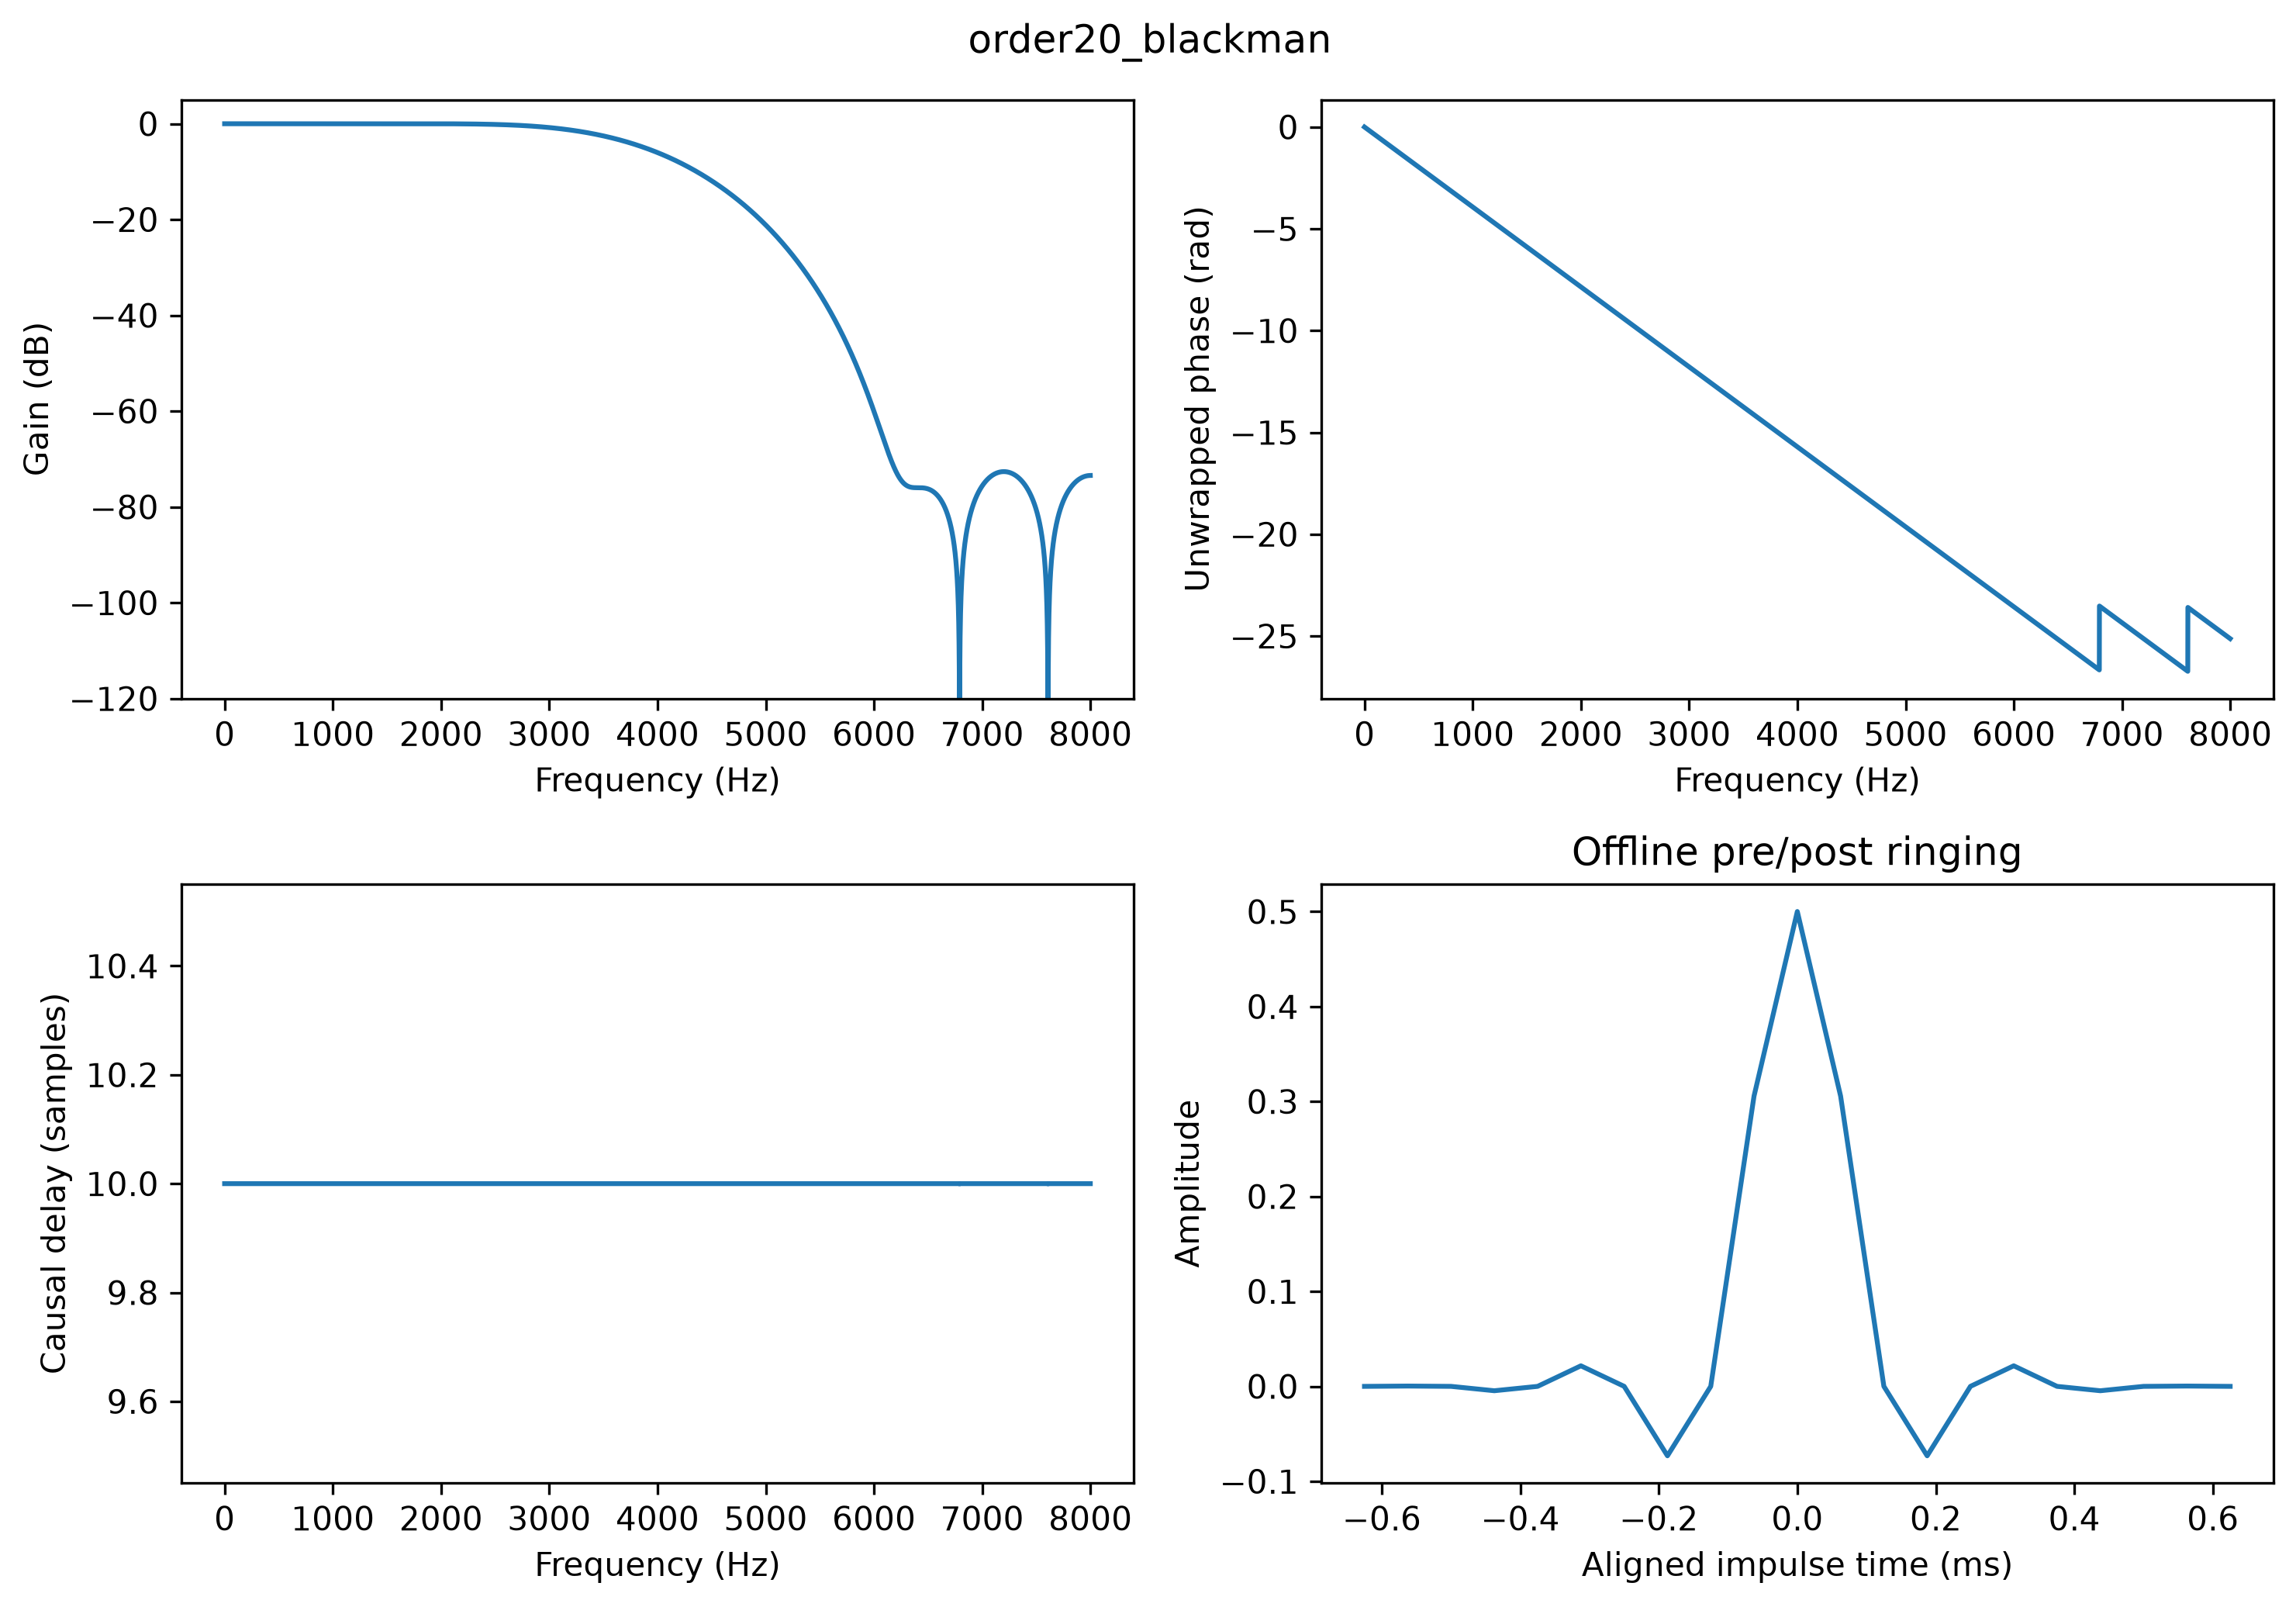 order20_blackman
Gain (dB)
0
−20
−40
−60
−80
−100
−120
0 1000 2000 3000 4000 5000 6000 7000 8000
Frequency (Hz)
Unwrapped phase (rad)
0
−5
−10
−15
−20
−25
0 1000 2000 3000 4000 5000 6000 7000 8000
Frequency (Hz)
Causal delay (samples)
10.4
10.2
10.0
9.8
9.6
0 1000 2000 3000 4000 5000 6000 7000 8000
Frequency (Hz)
Offline pre/post ringing
Amplitude
0.5
0.4
0.3
0.2
0.1
0.0
−0.1
−0.6 −0.4 −0.2 0.0 0.2 0.4 0.6
Aligned impulse time (ms)